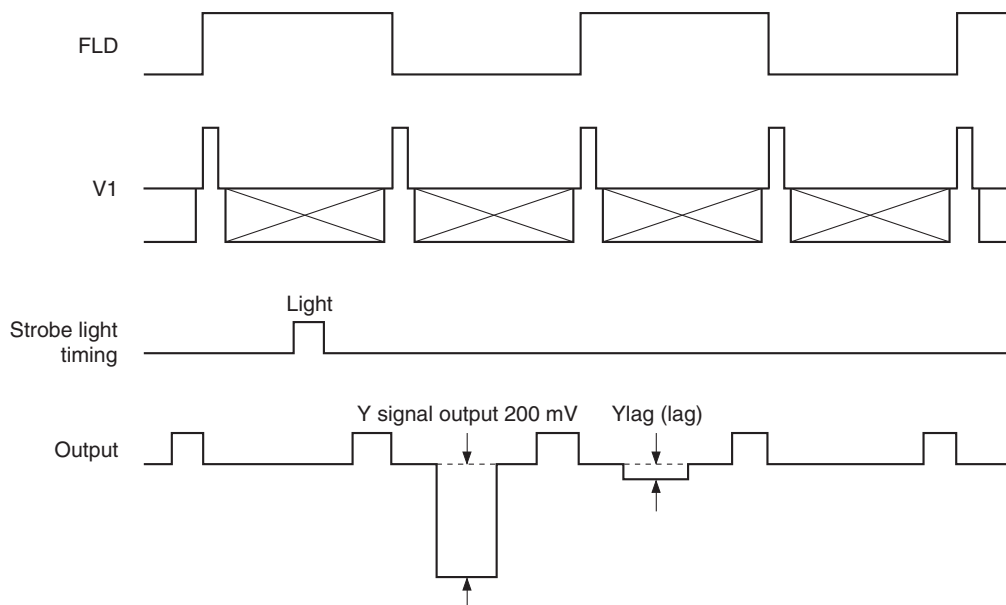 FLD
V1
Light
Strobe light
timing
Y signal output 200 mV
Ylag (lag)
Output